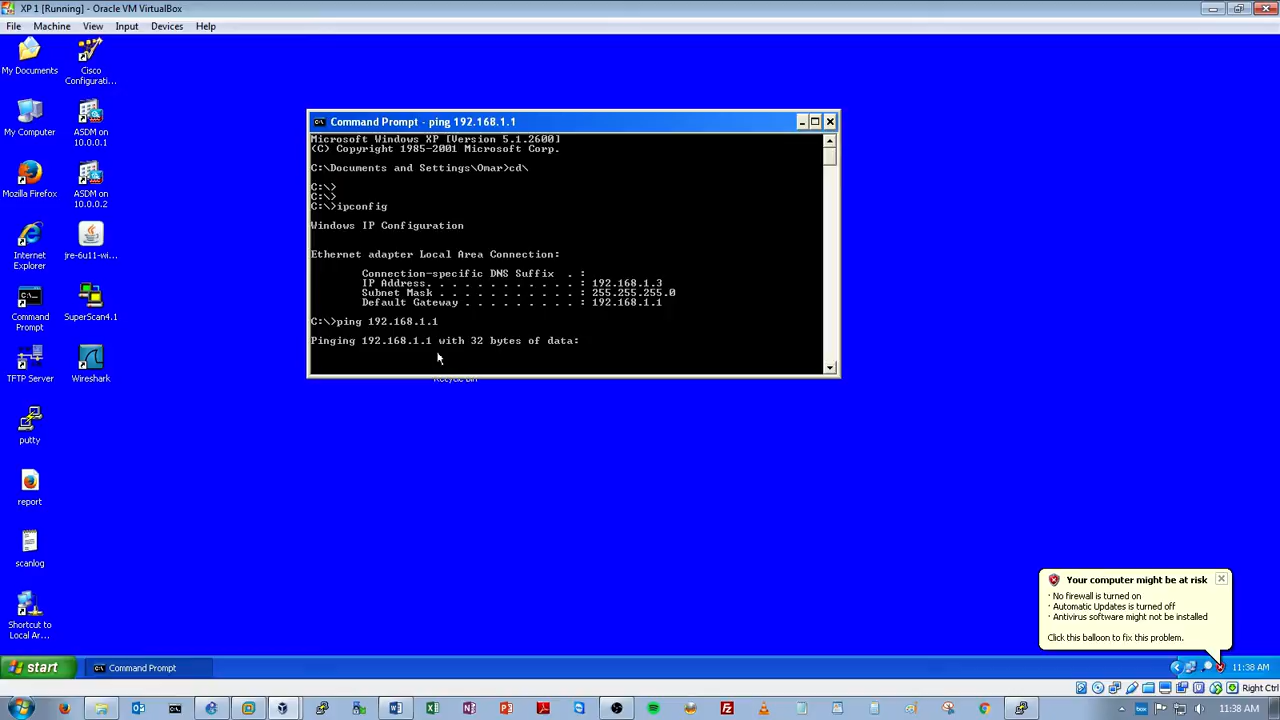 XP 1 [Running] - Oracle VM VirtualBox
File Machine View Input Devices Help
My Documents
Cisco
Configurati...
My Computer
ASDM on
10.0.0.1
Mozilla Firefox
ASDM on
10.0.0.2
Internet
Explorer
jre-6u11-wi...
Command
Prompt
SuperScan4.1
TFTP Server
Wireshark
putty
report
scanlog
Shortcut to
Local Ar...
Command Prompt - ping 192.168.1.1
Microsoft Windows XP [Version 5.1.2600]
(C) Copyright 1985-2001 Microsoft Corp.
C:\Documents and Settings\Omar>cd\
C:\>
C:\>
C:\>ipconfig
Windows IP Configuration
Ethernet adapter Local Area Connection:
Connection-specific DNS Suffix . :
IP Address. . . . . . . . . . . . : 192.168.1.3
Subnet Mask . . . . . . . . . . . : 255.255.255.0
Default Gateway . . . . . . . . . : 192.168.1.1
C:\>ping 192.168.1.1
Pinging 192.168.1.1 with 32 bytes of data:
Recycle Bin
Your computer might be at risk
· No firewall is turned on
· Automatic Updates is turned off
· Antivirus software might not be installed
Click this balloon to fix this problem.
start
Command Prompt
11:38 AM
Right Ctrl
11:38 AM